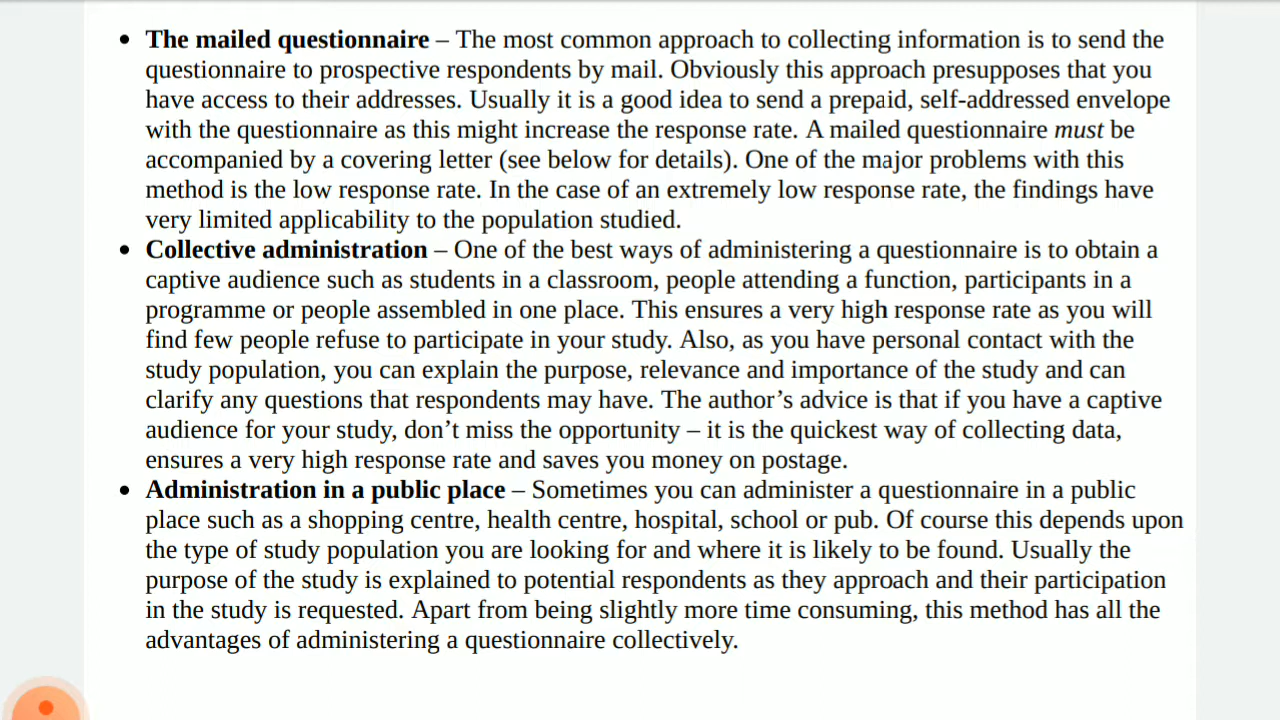 • The mailed questionnaire – The most common approach to collecting information is to send the
questionnaire to prospective respondents by mail. Obviously this approach presupposes that you
have access to their addresses. Usually it is a good idea to send a prepaid, self-addressed envelope
with the questionnaire as this might increase the response rate. A mailed questionnaire must be
accompanied by a covering letter (see below for details). One of the major problems with this
method is the low response rate. In the case of an extremely low response rate, the findings have
very limited applicability to the population studied.
• Collective administration – One of the best ways of administering a questionnaire is to obtain a
captive audience such as students in a classroom, people attending a function, participants in a
programme or people assembled in one place. This ensures a very high response rate as you will
find few people refuse to participate in your study. Also, as you have personal contact with the
study population, you can explain the purpose, relevance and importance of the study and can
clarify any questions that respondents may have. The author’s advice is that if you have a captive
audience for your study, don’t miss the opportunity – it is the quickest way of collecting data,
ensures a very high response rate and saves you money on postage.
• Administration in a public place – Sometimes you can administer a questionnaire in a public
place such as a shopping centre, health centre, hospital, school or pub. Of course this depends upon
the type of study population you are looking for and where it is likely to be found. Usually the
purpose of the study is explained to potential respondents as they approach and their participation
in the study is requested. Apart from being slightly more time consuming, this method has all the
advantages of administering a questionnaire collectively.